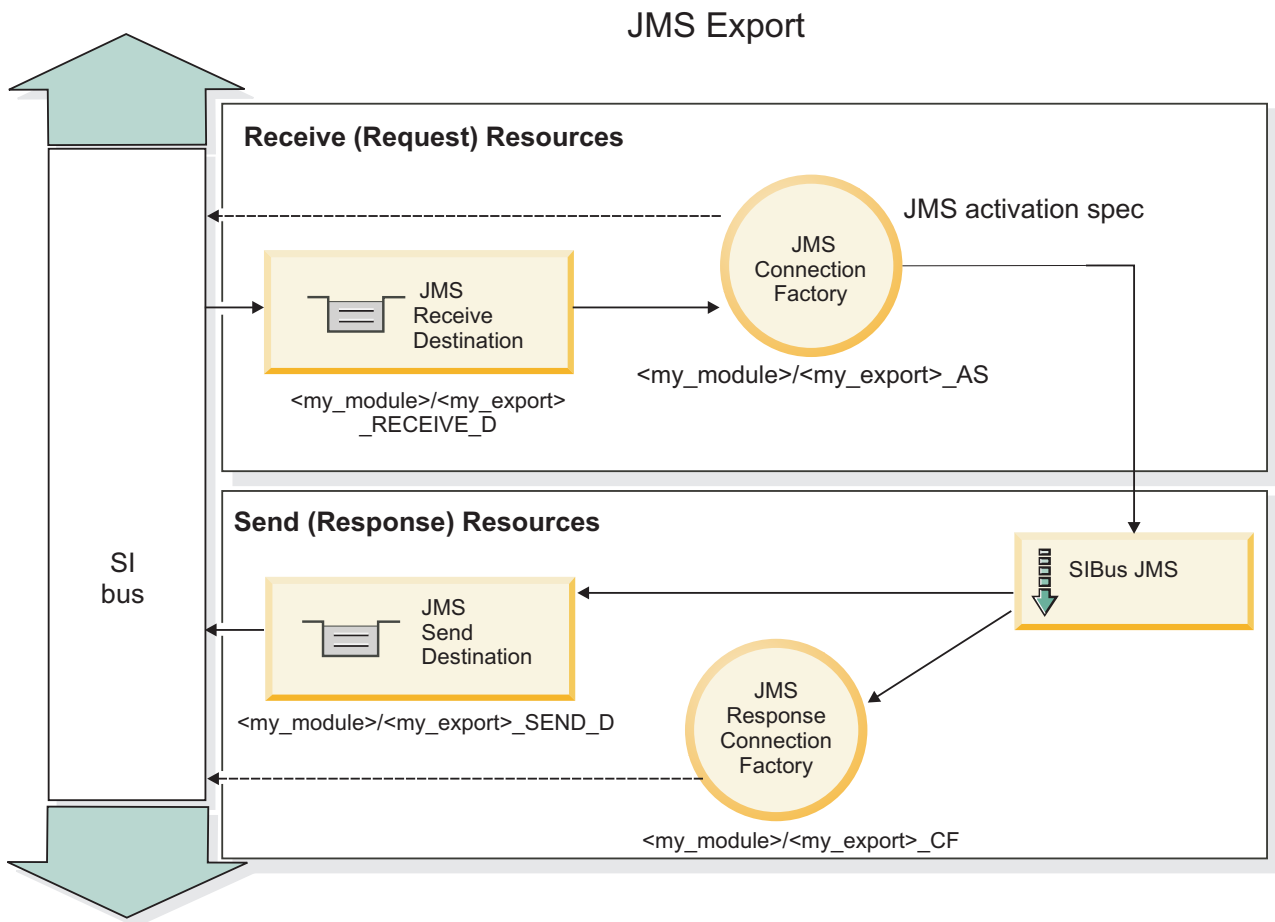 JMS Export
Receive (Request) Resources
JMS activation spec
JMS
Connection
Factory
JMS
Receive
Destination
<my_module>/<my_export>_AS
<my_module>/<my_export>
_RECEIVE_D
Send (Response) Resources
SI
bus
SIBus JMS
JMS
Send
Destination
<my_module>/<my_export>_SEND_D
JMS
Response
Connection
Factory
<my_module>/<my_export>_CF